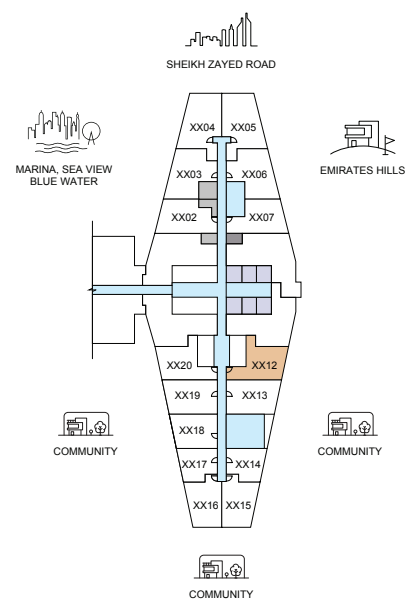 SHEIKH ZAYED ROAD
MARINA, SEA VIEW
BLUE WATER
EMIRATES HILLS
XX04
XX05
XX03
XX06
XX02
XX07
XX20
XX12
XX19
XX13
XX18
XX17
XX14
XX16
XX15
COMMUNITY
COMMUNITY
COMMUNITY